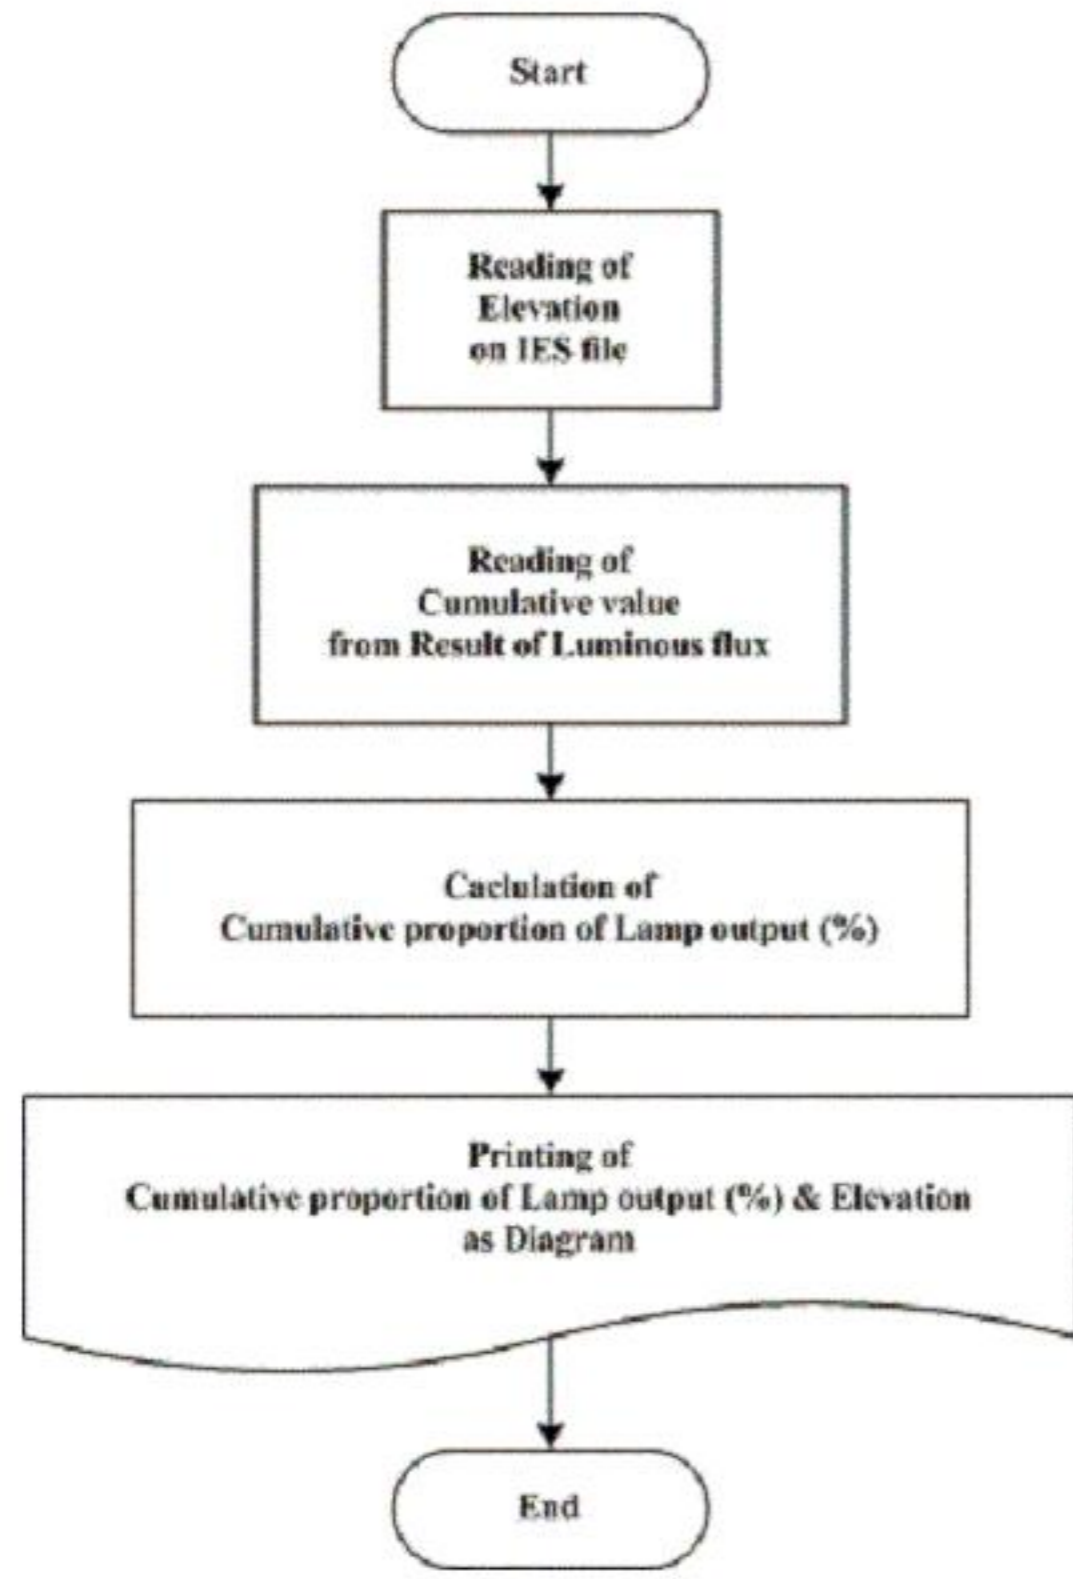 Start
Reading of
Elevation
on IES file
Reading of
Cumulative value
from Result of Luminous flux
Caclulation of
Cumulative proportion of Lamp output (%)
Printing of
Cumulative proportion of Lamp output (%) & Elevation
as Diagram
End